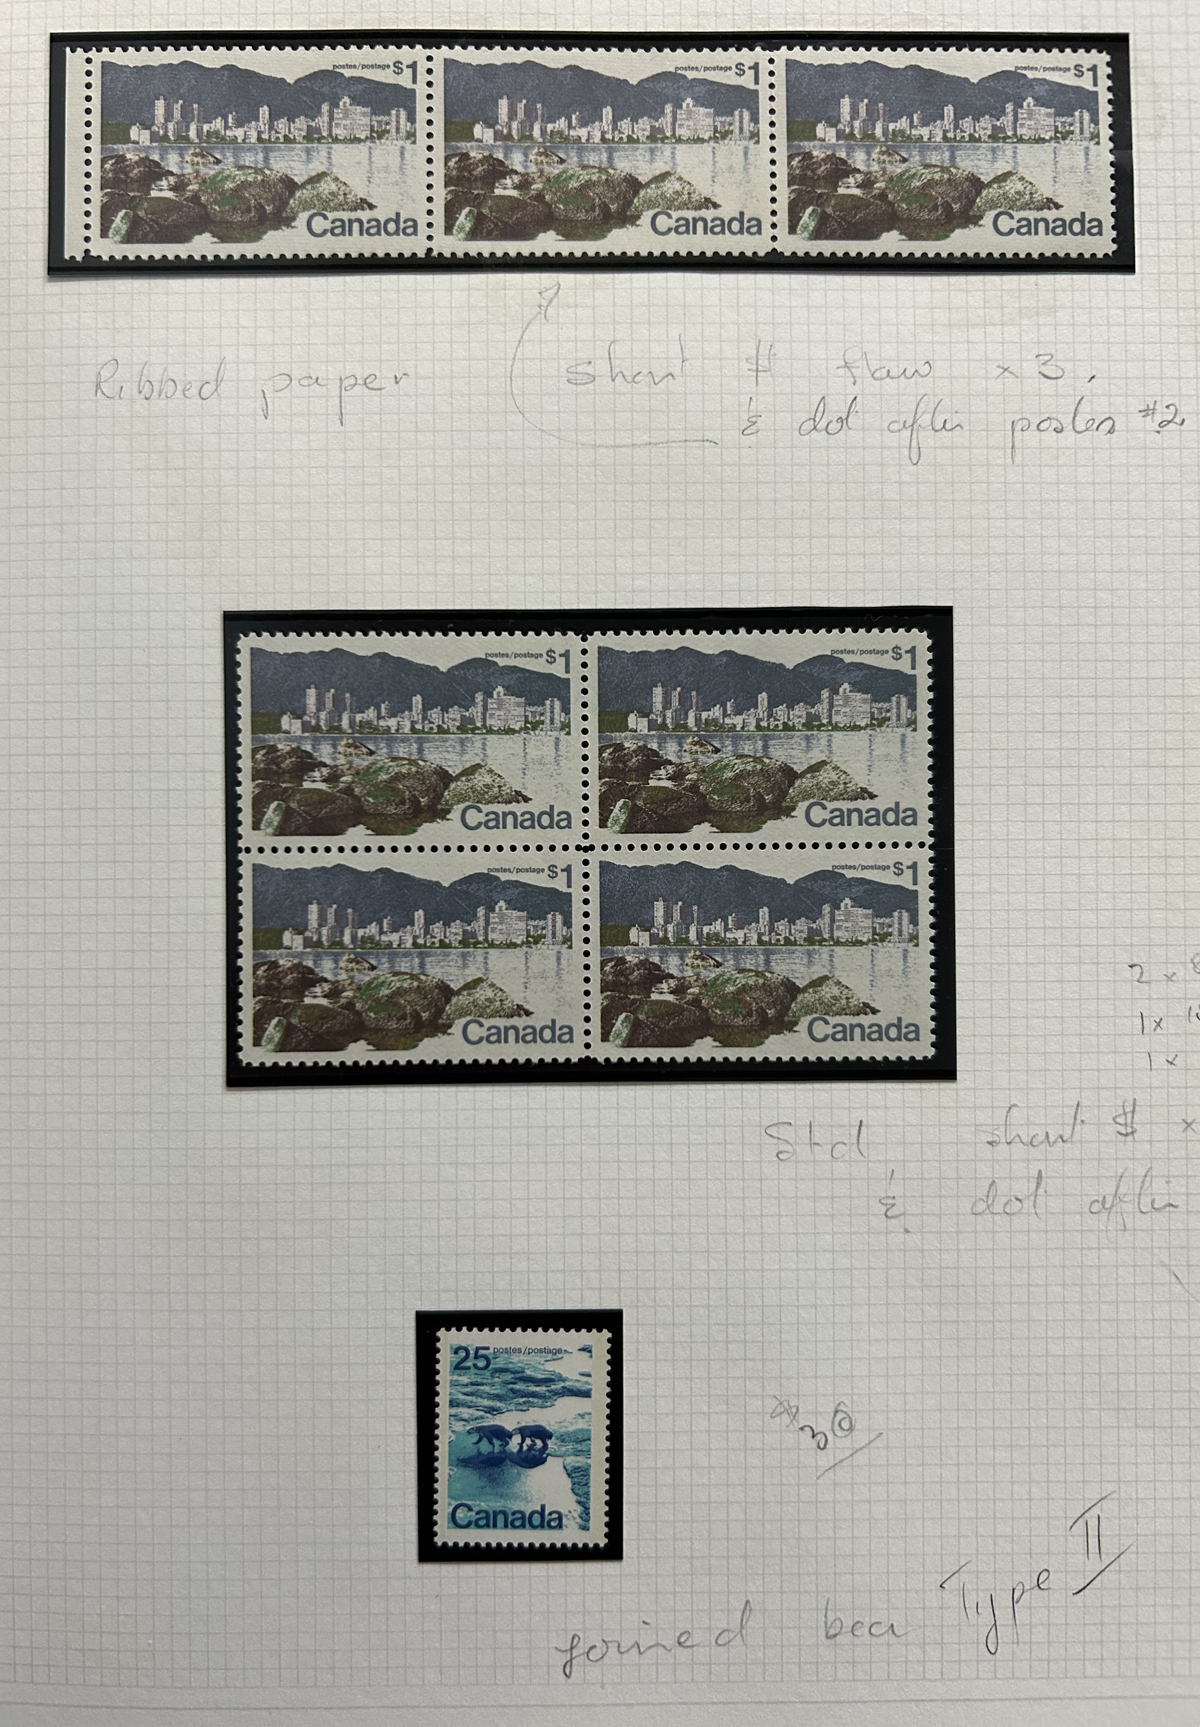 postes/postage $1 postes/postage $1 postes/postage $1
Canada Canada Canada
Ribbed paper
short $ flaw x 3.
& dot after postes #2
postes/postage $1 postes/postage $1
Canada Canada
postes/postage $1 postes/postage $1
Canada Canada
2 x
1 x
1 x
Std short $ x
& dot after
25 postes/postage
Canada
Type II
joined bear